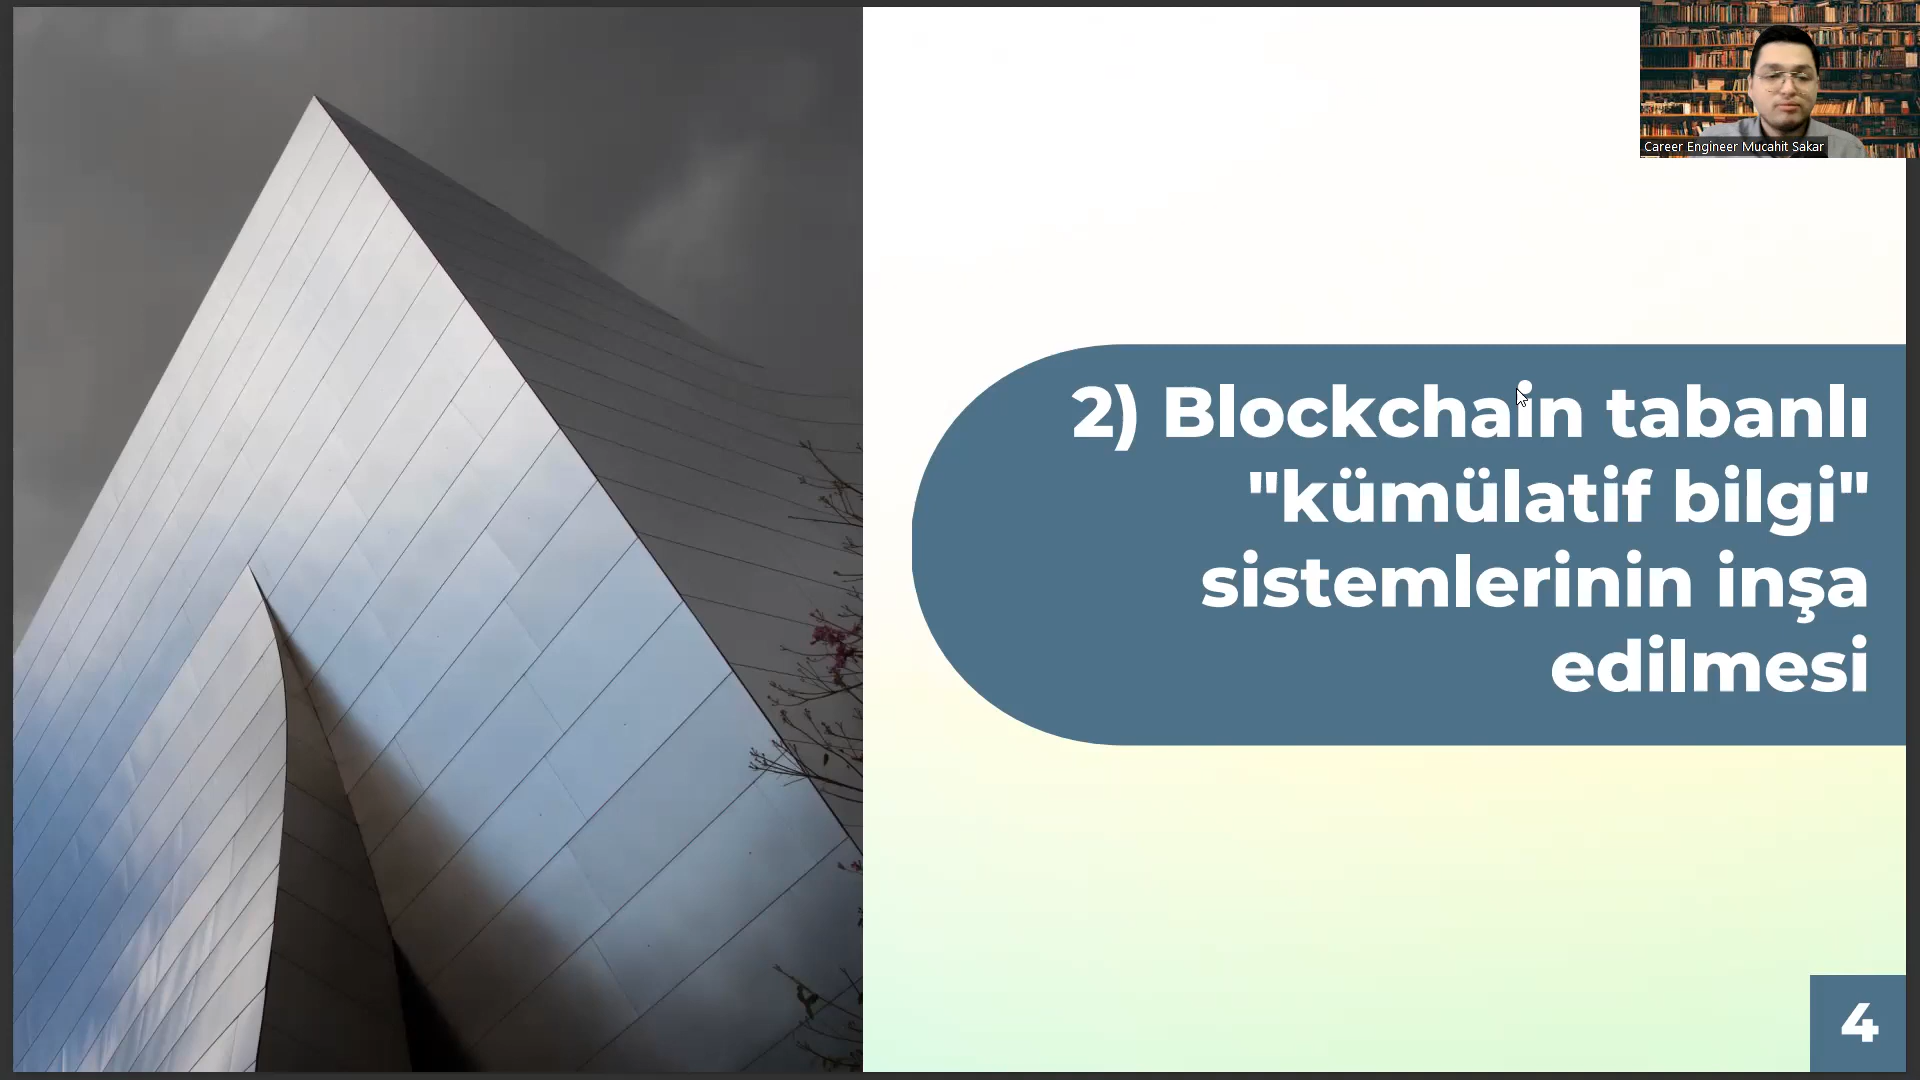 Career Engineer Mucahit Sakar
2) Blockchain tabanlı
"kümülatif bilgi"
sistemlerinin inşa
edilmesi
4